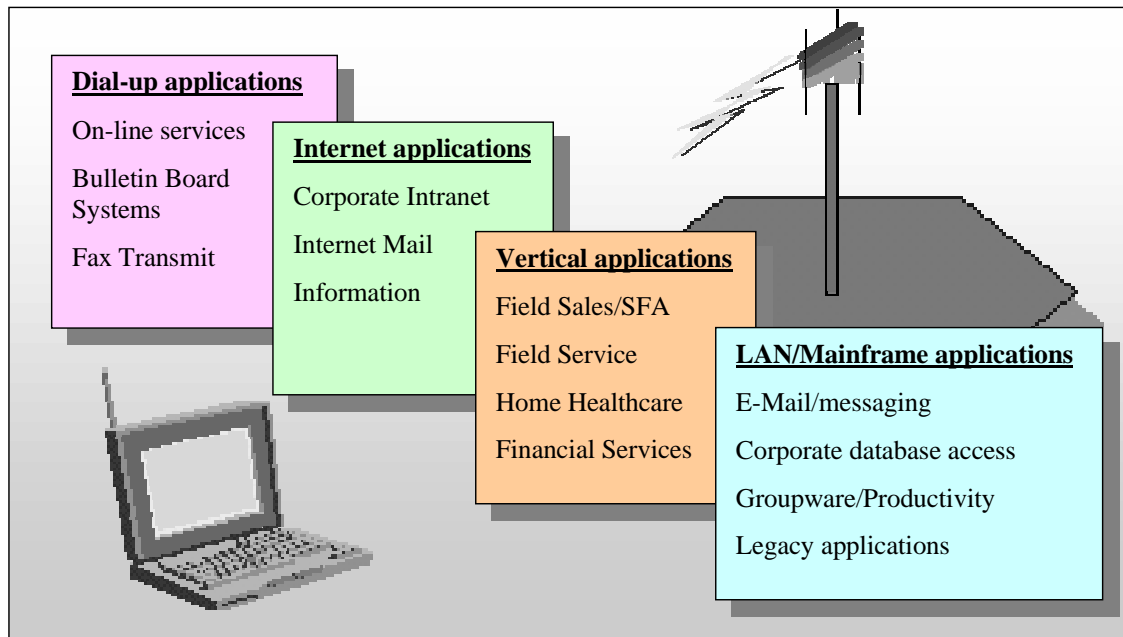 Dial-up applications
On-line services
Bulletin Board
Systems
Fax Transmit
Internet applications
Corporate Intranet
Internet Mail
Information
Vertical applications
Field Sales/SFA
Field Service
Home Healthcare
Financial Services
LAN/Mainframe applications
E-Mail/messaging
Corporate database access
Groupware/Productivity
Legacy applications